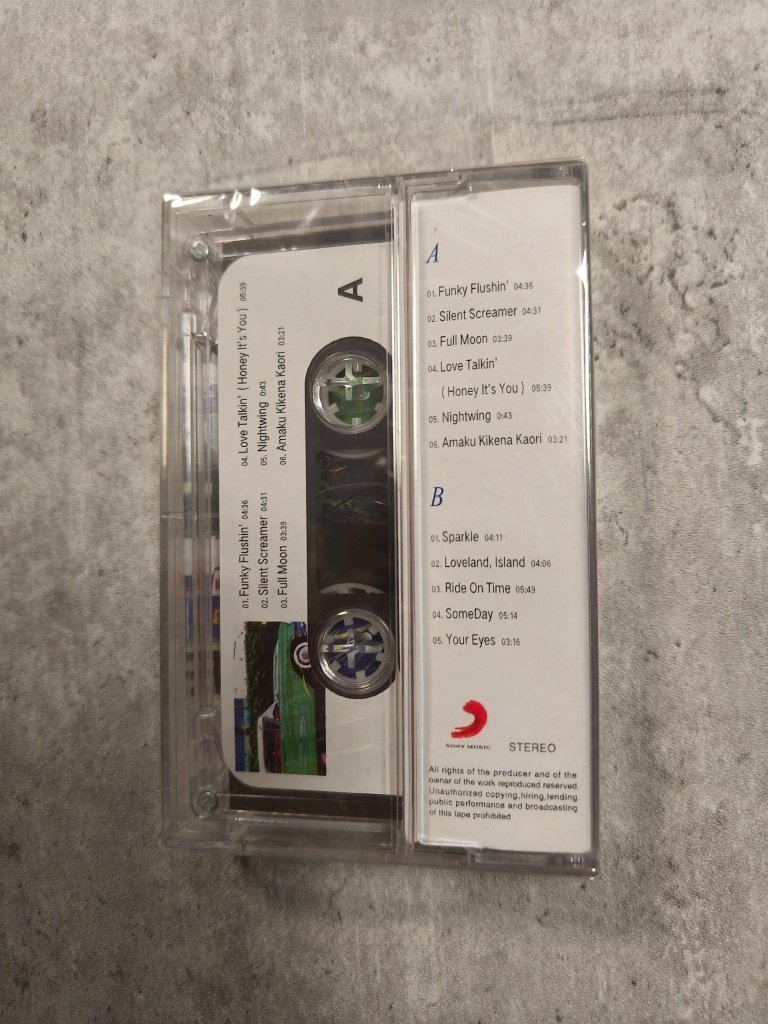 A
01. Funky Flushin' 04:36
02. Silent Screamer 04:31
03. Full Moon 03:39
04. Love Talkin' ( Honey It's You ) 05:39
05. Nightwing 0:43
06. Amaku Kikena Kaori 03:21
A
01. Funky Flushin' 04:36
02. Silent Screamer 04:31
03. Full Moon 03:39
04. Love Talkin'
( Honey It's You ) 05:39
05. Nightwing 0:43
06. Amaku Kikena Kaori 03:21
B
01. Sparkle 04:11
02. Loveland, Island 04:06
03. Ride On Time 05:49
04. SomeDay 05:14
05. Your Eyes 03:16
SONY MUSIC
STEREO
All rights of the producer and of the
owner of the work reproduced reserved.
Unauthorized copying,hiring,lending.
public performance and broadcasting
of this tape prohibited